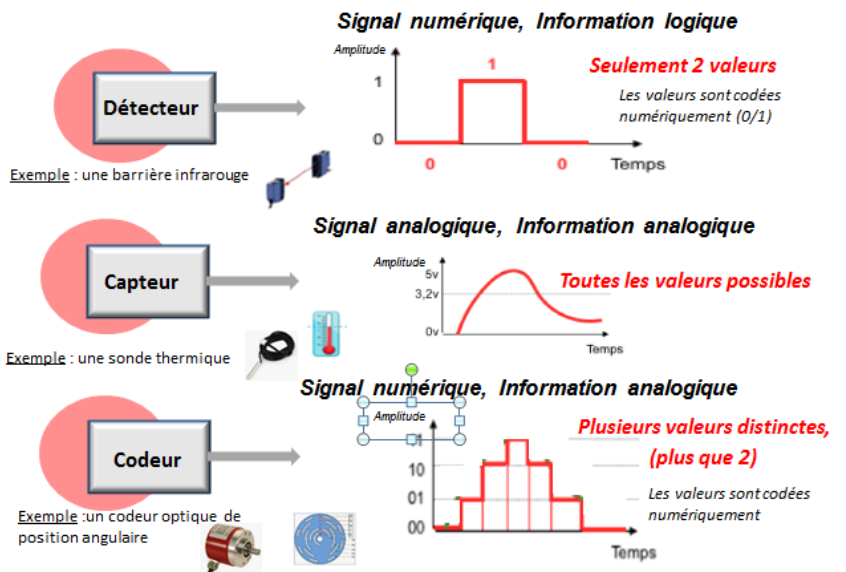 Signal numérique, Information logique
Amplitude
1
1
0
0
0
Temps
Seulement 2 valeurs
Les valeurs sont codées
numériquement (0/1)
Détecteur
Exemple : une barrière infrarouge
Signal analogique, Information analogique
Amplitude
5v
3,2v
0v
Temps
Toutes les valeurs possibles
Capteur
Exemple : une sonde thermique
Signal numérique, Information analogique
Amplitude
10
01
00
Temps
Plusieurs valeurs distinctes,
(plus que 2)
Les valeurs sont codées
numériquement
Codeur
Exemple :un codeur optique de
position angulaire